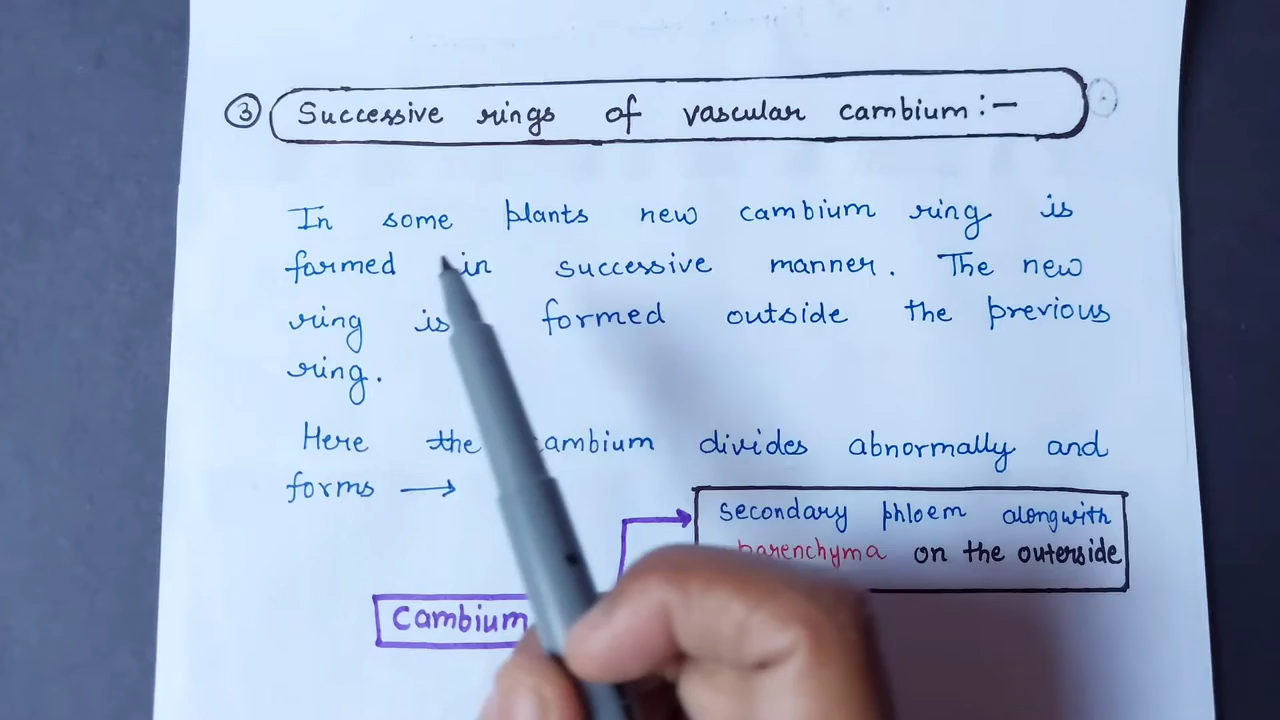 ③ Successive rings of vascular cambium:-
In some plants new cambium ring is
formed in successive manner. The new
ring is formed outside the previous
ring.
Here the cambium divides abnormally and
forms →
secondary phloem alongwith
parenchyma on the outerside
Cambium